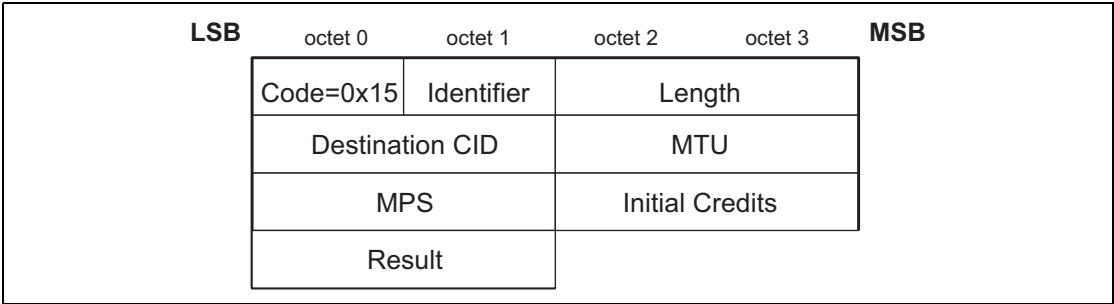 LSB octet 0 octet 1 octet 2 octet 3 MSB
Code=0x15 Identifier Length
Destination CID MTU
MPS Initial Credits
Result